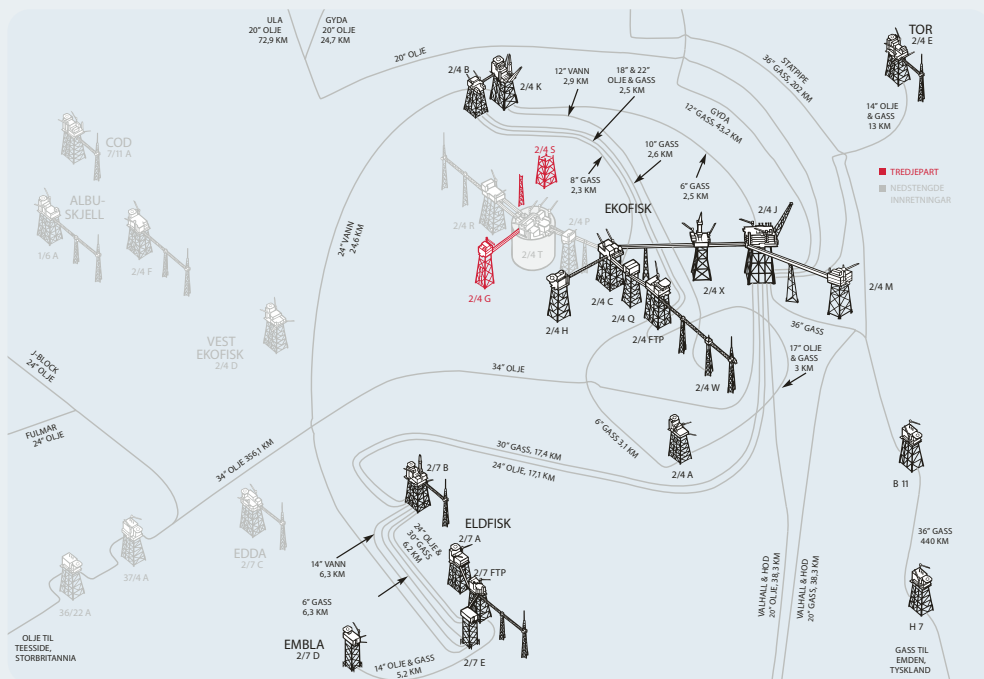 ULA
20” OLJE
72,9 KM
GYDA
20” OLJE
24,7 KM
20” OLJE
2/4 B
2/4 K
12” VANN
2,9 KM
18” & 22”
OLJE & GASS
2,5 KM
STATPIPE
36” GASS, 202 KM
GYDA
12” GASS, 43,2 KM
TOR
2/4 E
14” OLJE
& GASS
13 KM
COD
7/11 A
ALBU-
SKJELL
1/6 A
2/4 F
24” VANN
24,6 KM
2/4 S
8” GASS
2,3 KM
10” GASS
2,6 KM
6” GASS
2,5 KM
TREDJEPART
NEDSTENGDE
INNRETNINGAR
EKOFISK
2/4 R
2/4 P
2/4 T
2/4 J
2/4 G
2/4 H
2/4 C
2/4 Q
2/4 FTP
2/4 X
2/4 M
2/4 W
36” GASS
17” OLJE
& GASS
3 KM
VEST
EKOFISK
2/4 D
J-BLOCK
24” OLJE
FULMAR
24” OLJE
34” OLJE
34” OLJE 356,1 KM
6” GASS 3,1 KM
2/4 A
30” GASS, 17,4 KM
24” OLJE, 17,1 KM
B 11
2/7 B
ELDFISK
2/7 A
24” OLJE &
30” GASS
6,2 KM
2/7 FTP
EDDA
2/7 C
14” VANN
6,3 KM
6” GASS
6,3 KM
37/4 A
36/22 A
36” GASS
440 KM
VALHALL & HOD
20” OLJE, 38,3 KM
VALHALL & HOD
20” GASS, 38,3 KM
H 7
OLJE TIL
TEESSIDE,
STORBRITANNIA
EMBLA
2/7 D
14” OLJE & GASS
5,2 KM
2/7 E
GASS TIL
EMDEN,
TYSKLAND